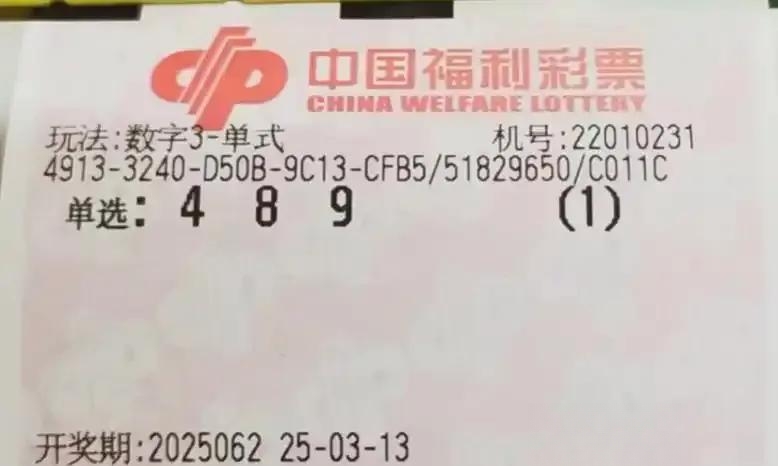 中国福利彩票
CHINA WELFARE LOTTERY
玩法:数字3-单式 机号:22010231
4913-3240-D50B-9C13-CFB5/51829650/C011C
单选: 4 8 9 (1)
开奖期:2025062 25-03-13